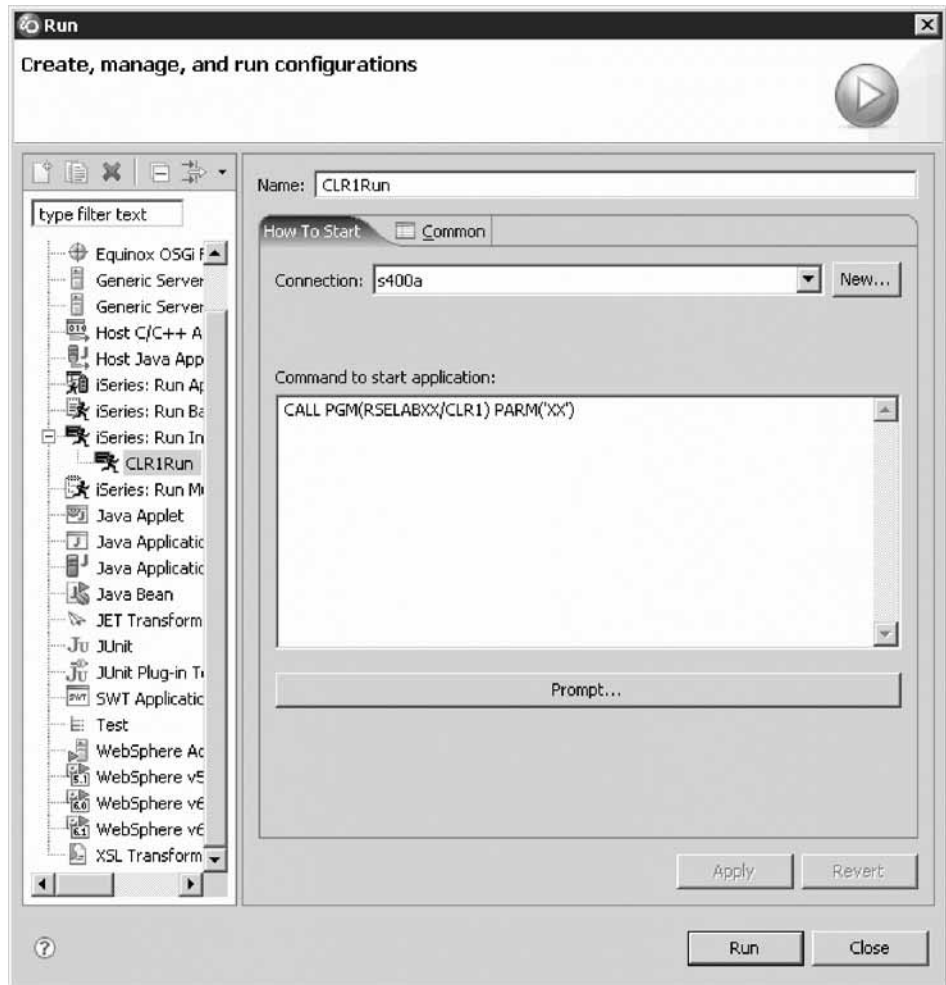 Run
Create, manage, and run configurations
type filter text
Equinox OSGi F
Generic Server
Generic Server
Host C/C++ A
Host Java App
iSeries: Run Ap
iSeries: Run Ba
iSeries: Run In
CLR1Run
iSeries: Run Mu
Java Applet
Java Applicatic
Java Applicatic
Java Bean
JET Transform
JUnit
JUnit Plug-in Te
SWT Applicatic
Test
WebSphere Ac
WebSphere v5
WebSphere v6
WebSphere v6
XSL Transform
Name: CLR1Run
How To Start
Common
Connection: s400a
New...
Command to start application:
CALL PGM(RSELABXX/CLR1) PARM('XX')
Prompt...
Apply
Revert
Run
Close